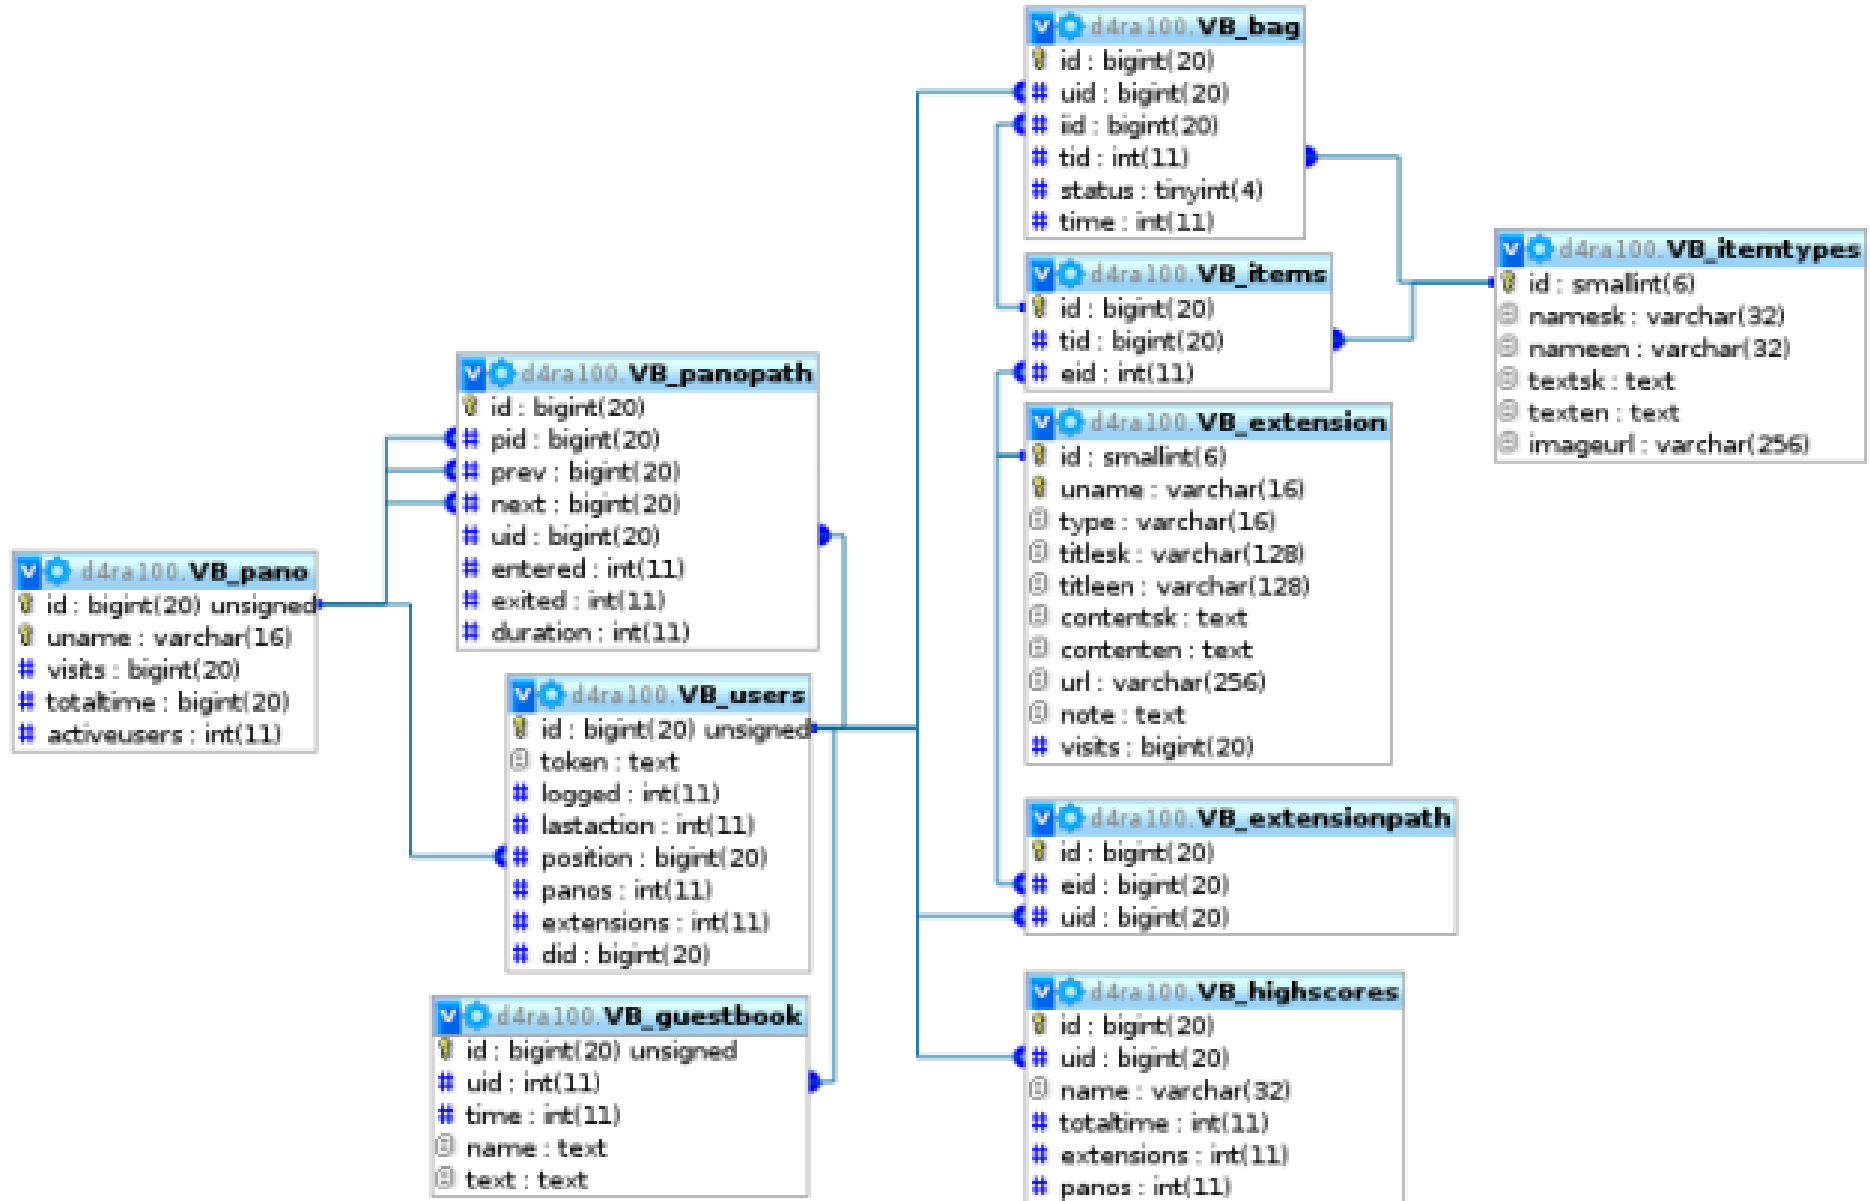 d4ra100.VB_bag
id : bigint(20)
uid : bigint(20)
iid : bigint(20)
tid : int(11)
status : tinyint(4)
time : int(11)
d4ra100.VB_items
id : bigint(20)
tid : bigint(20)
eid : int(11)
d4ra100.VB_itemtypes
id : smallint(6)
namesk : varchar(32)
nameen : varchar(32)
textsk : text
texten : text
imageurl : varchar(256)
d4ra100.VB_panopath
id : bigint(20)
pid : bigint(20)
prev : bigint(20)
next : bigint(20)
uid : bigint(20)
entered : int(11)
exited : int(11)
duration : int(11)
d4ra100.VB_extension
id : smallint(6)
uname : varchar(16)
type : varchar(16)
titlesk : varchar(128)
titleen : varchar(128)
contentsk : text
contenten : text
url : varchar(256)
note : text
visits : bigint(20)
d4ra100.VB_pano
id : bigint(20) unsigned
uname : varchar(16)
visits : bigint(20)
totaltime : bigint(20)
activeusers : int(11)
d4ra100.VB_users
id : bigint(20) unsigned
token : text
logged : int(11)
lastaction : int(11)
position : bigint(20)
panos : int(11)
extensions : int(11)
did : bigint(20)
d4ra100.VB_extensionpath
id : bigint(20)
eid : bigint(20)
uid : bigint(20)
d4ra100.VB_guestbook
id : bigint(20) unsigned
uid : int(11)
time : int(11)
name : text
text : text
d4ra100.VB_highscores
id : bigint(20)
uid : bigint(20)
name : varchar(32)
totaltime : int(11)
extensions : int(11)
panos : int(11)